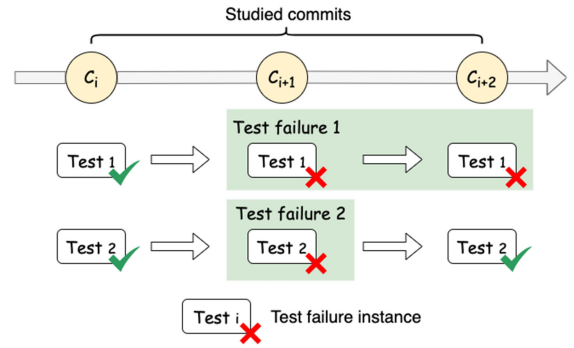 Studied commits
Ci Ci+1 Ci+2
Test failure 1
Test 1 Test 1 Test 1
Test failure 2
Test 2 Test 2 Test 2
Test i Test failure instance